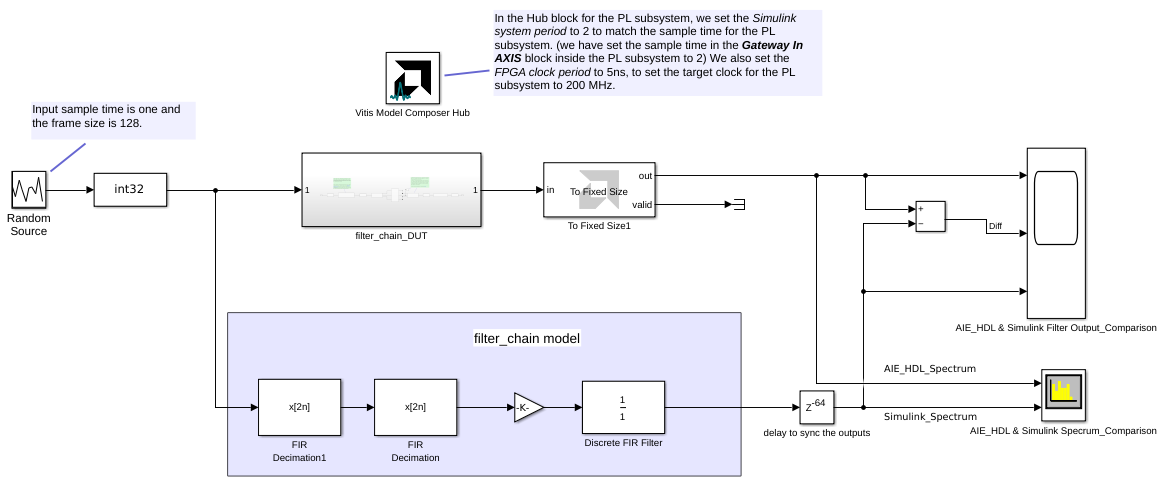 In the Hub block for the PL subsystem, we set the Simulink
system period to 2 to match the sample time for the PL
subsystem. (we have set the sample time in the Gateway In
AXIS block inside the PL subsystem to 2) We also set the
FPGA clock period to 5ns, to set the target clock for the PL
subsystem to 200 MHz.
Vitis Model Composer Hub
Input sample time is one and
the frame size is 128.
Random
Source
int32
1
1
filter_chain_DUT
in
To Fixed Size
out
valid
To Fixed Size1
+
−
Diff
AIE_HDL & Simulink Filter Output_Comparison
filter_chain model
x[2n]
FIR
Decimation1
x[2n]
FIR
Decimation
-K-
1
1
Discrete FIR Filter
Z-64
delay to sync the outputs
AIE_HDL_Spectrum
Simulink_Spectrum
AIE_HDL & Simulink Specrum_Comparison